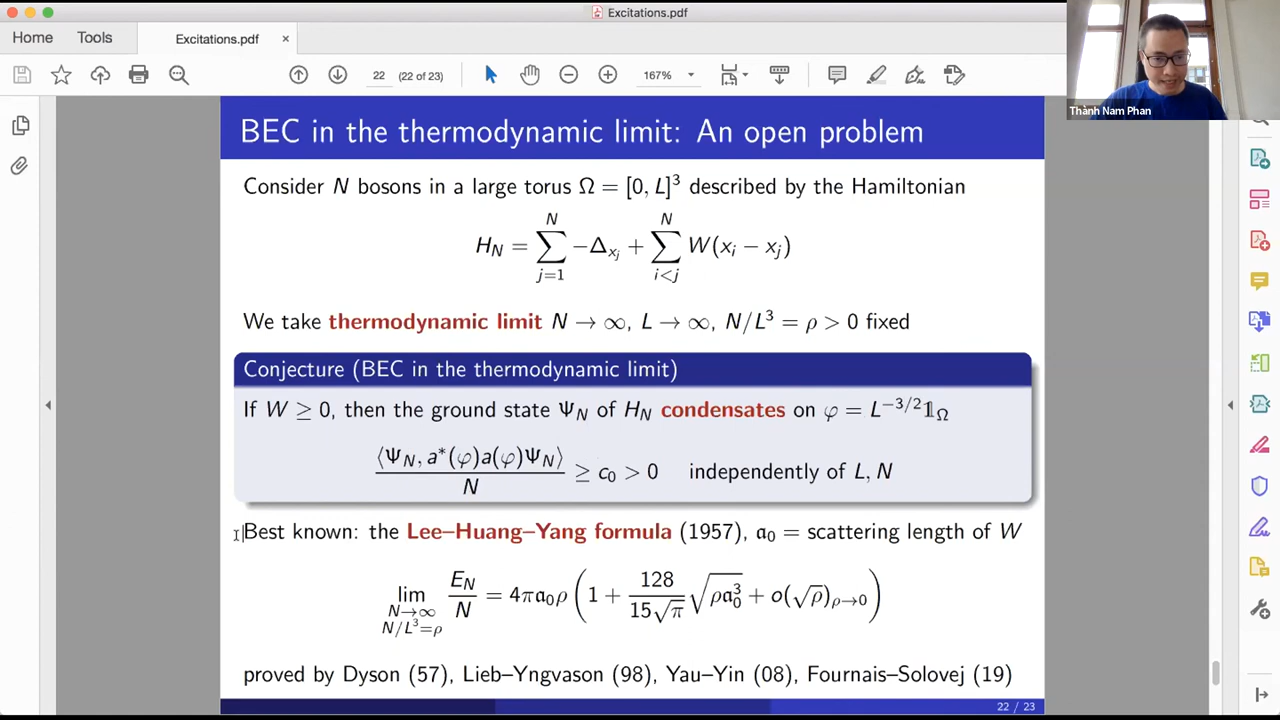 Excitations.pdf
Home Tools Excitations.pdf ×
22 (22 of 23) 167%
Thành Nam Phan
BEC in the thermodynamic limit: An open problem
Consider N bosons in a large torus Ω = [0, L]³ described by the Hamiltonian
H_N = ∑_{j=1}^{N} −Δ_{x_j} + ∑_{i<j}^{N} W(x_i − x_j)
We take thermodynamic limit N → ∞, L → ∞, N/L³ = ρ > 0 fixed
Conjecture (BEC in the thermodynamic limit)
If W ≥ 0, then the ground state Ψ_N of H_N condensates on φ = L^{−3/2}𝟙_Ω
⟨Ψ_N, a*(φ)a(φ)Ψ_N⟩ / N ≥ c₀ > 0 independently of L, N
Best known: the Lee–Huang–Yang formula (1957), 𝔞₀ = scattering length of W
lim_{N→∞, N/L³=ρ} E_N / N = 4π𝔞₀ρ (1 + 128 / 15√π √(ρ𝔞₀³) + o(√ρ)_{ρ→0})
proved by Dyson (57), Lieb–Yngvason (98), Yau–Yin (08), Fournais–Solovej (19)
22 / 23